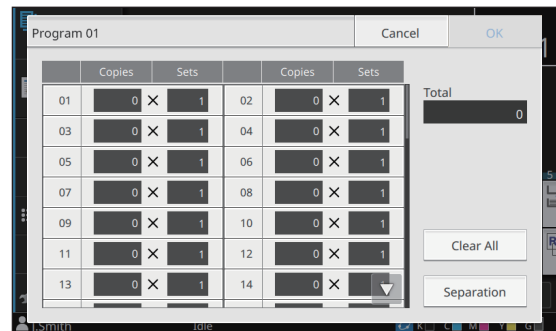 Program 01 Cancel OK
Copies Sets Copies Sets
01 0 × 1 02 0 × 1
Total
0
03 0 × 1 04 0 × 1
05 0 × 1 06 0 × 1
07 0 × 1 08 0 × 1
09 0 × 1 10 0 × 1
11 0 × 1 12 0 × 1
Clear All
13 0 × 1 14 0 ×
Separation
J.Smith Idle K C M Y G